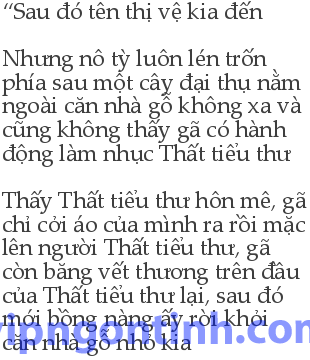 “Sau đó tên thị vệ kia đến
Nhưng nô tỳ luôn lén trốn
phía sau một cây đại thụ nằm
ngoài căn nhà gỗ không xa và
cũng không thấy gã có hành
động làm nhục Thất tiểu thư
Thấy Thất tiểu thư hôn mê, gã
chỉ cởi áo của mình ra rồi mặc
lên người Thất tiểu thư, gã
còn băng vết thương trên đầu
của Thất tiểu thư lại, sau đó
mới bồng nàng ấy rời khỏi
căn nhà gỗ nhỏ kia
vipngontinh.com